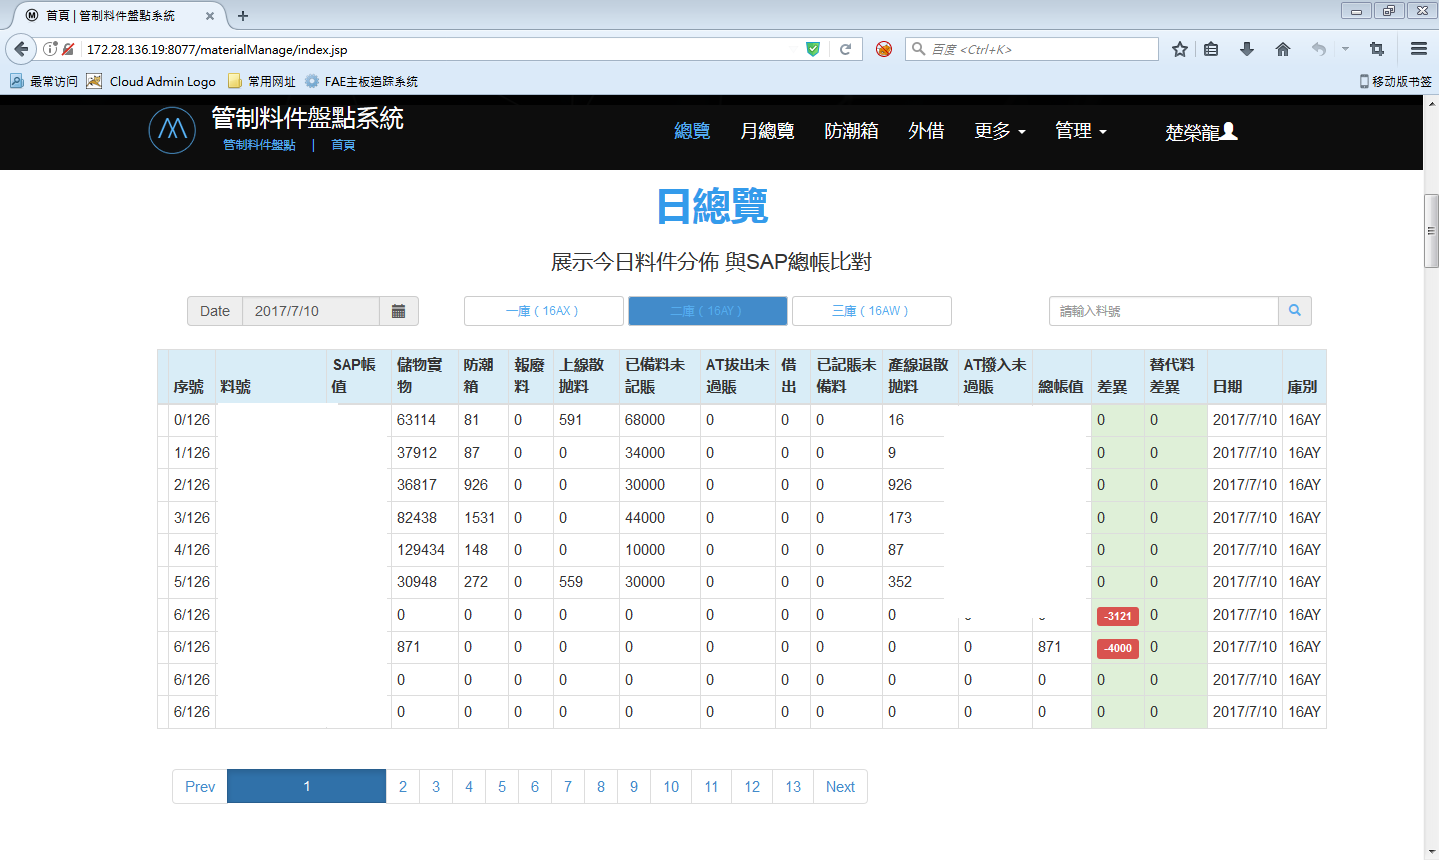 首頁 | 管制料件盤點系統
172.28.136.19:8077/materialManage/index.jsp
百度 <Ctrl+K>
最常访问 Cloud Admin Logo 常用网址 FAE主板追踪系统 移动版书签
管制料件盤點系統
管制料件盤點 | 首頁
總覽 月總覽 防潮箱 外借 更多 管理 楚榮龍
日總覽
展示今日料件分佈 與SAP總帳比對
Date 2017/7/10 一庫 ( 16AX ) 二庫 ( 16AY ) 三庫 ( 16AW ) 請輸入料號
序號 料號 SAP帳值 儲物實物 防潮箱 報廢料 上線散拋料 已備料未記賬 AT拔出未過賬 借出 已記賬未備料 產線退散拋料 AT撥入未過賬 總帳值 差異 替代料差異 日期 庫別
0/126 63114 81 0 591 68000 0 0 0 16 0 0 2017/7/10 16AY
1/126 37912 87 0 0 34000 0 0 0 9 0 0 2017/7/10 16AY
2/126 36817 926 0 0 30000 0 0 0 926 0 0 2017/7/10 16AY
3/126 82438 1531 0 0 44000 0 0 0 173 0 0 2017/7/10 16AY
4/126 129434 148 0 0 10000 0 0 0 87 0 0 2017/7/10 16AY
5/126 30948 272 0 559 30000 0 0 0 352 0 0 2017/7/10 16AY
6/126 0 0 0 0 0 0 0 0 0 -3121 0 2017/7/10 16AY
6/126 871 0 0 0 0 0 0 0 0 0 871 -4000 0 2017/7/10 16AY
6/126 0 0 0 0 0 0 0 0 0 0 0 0 0 2017/7/10 16AY
6/126 0 0 0 0 0 0 0 0 0 0 0 0 0 2017/7/10 16AY
Prev 1 2 3 4 5 6 7 8 9 10 11 12 13 Next